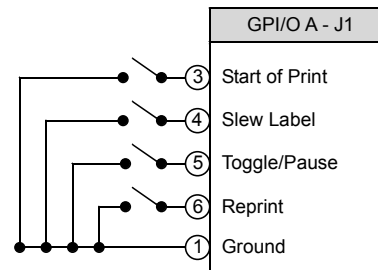 GPI/O A - J1
3 Start of Print
4 Slew Label
5 Toggle/Pause
6 Reprint
1 Ground